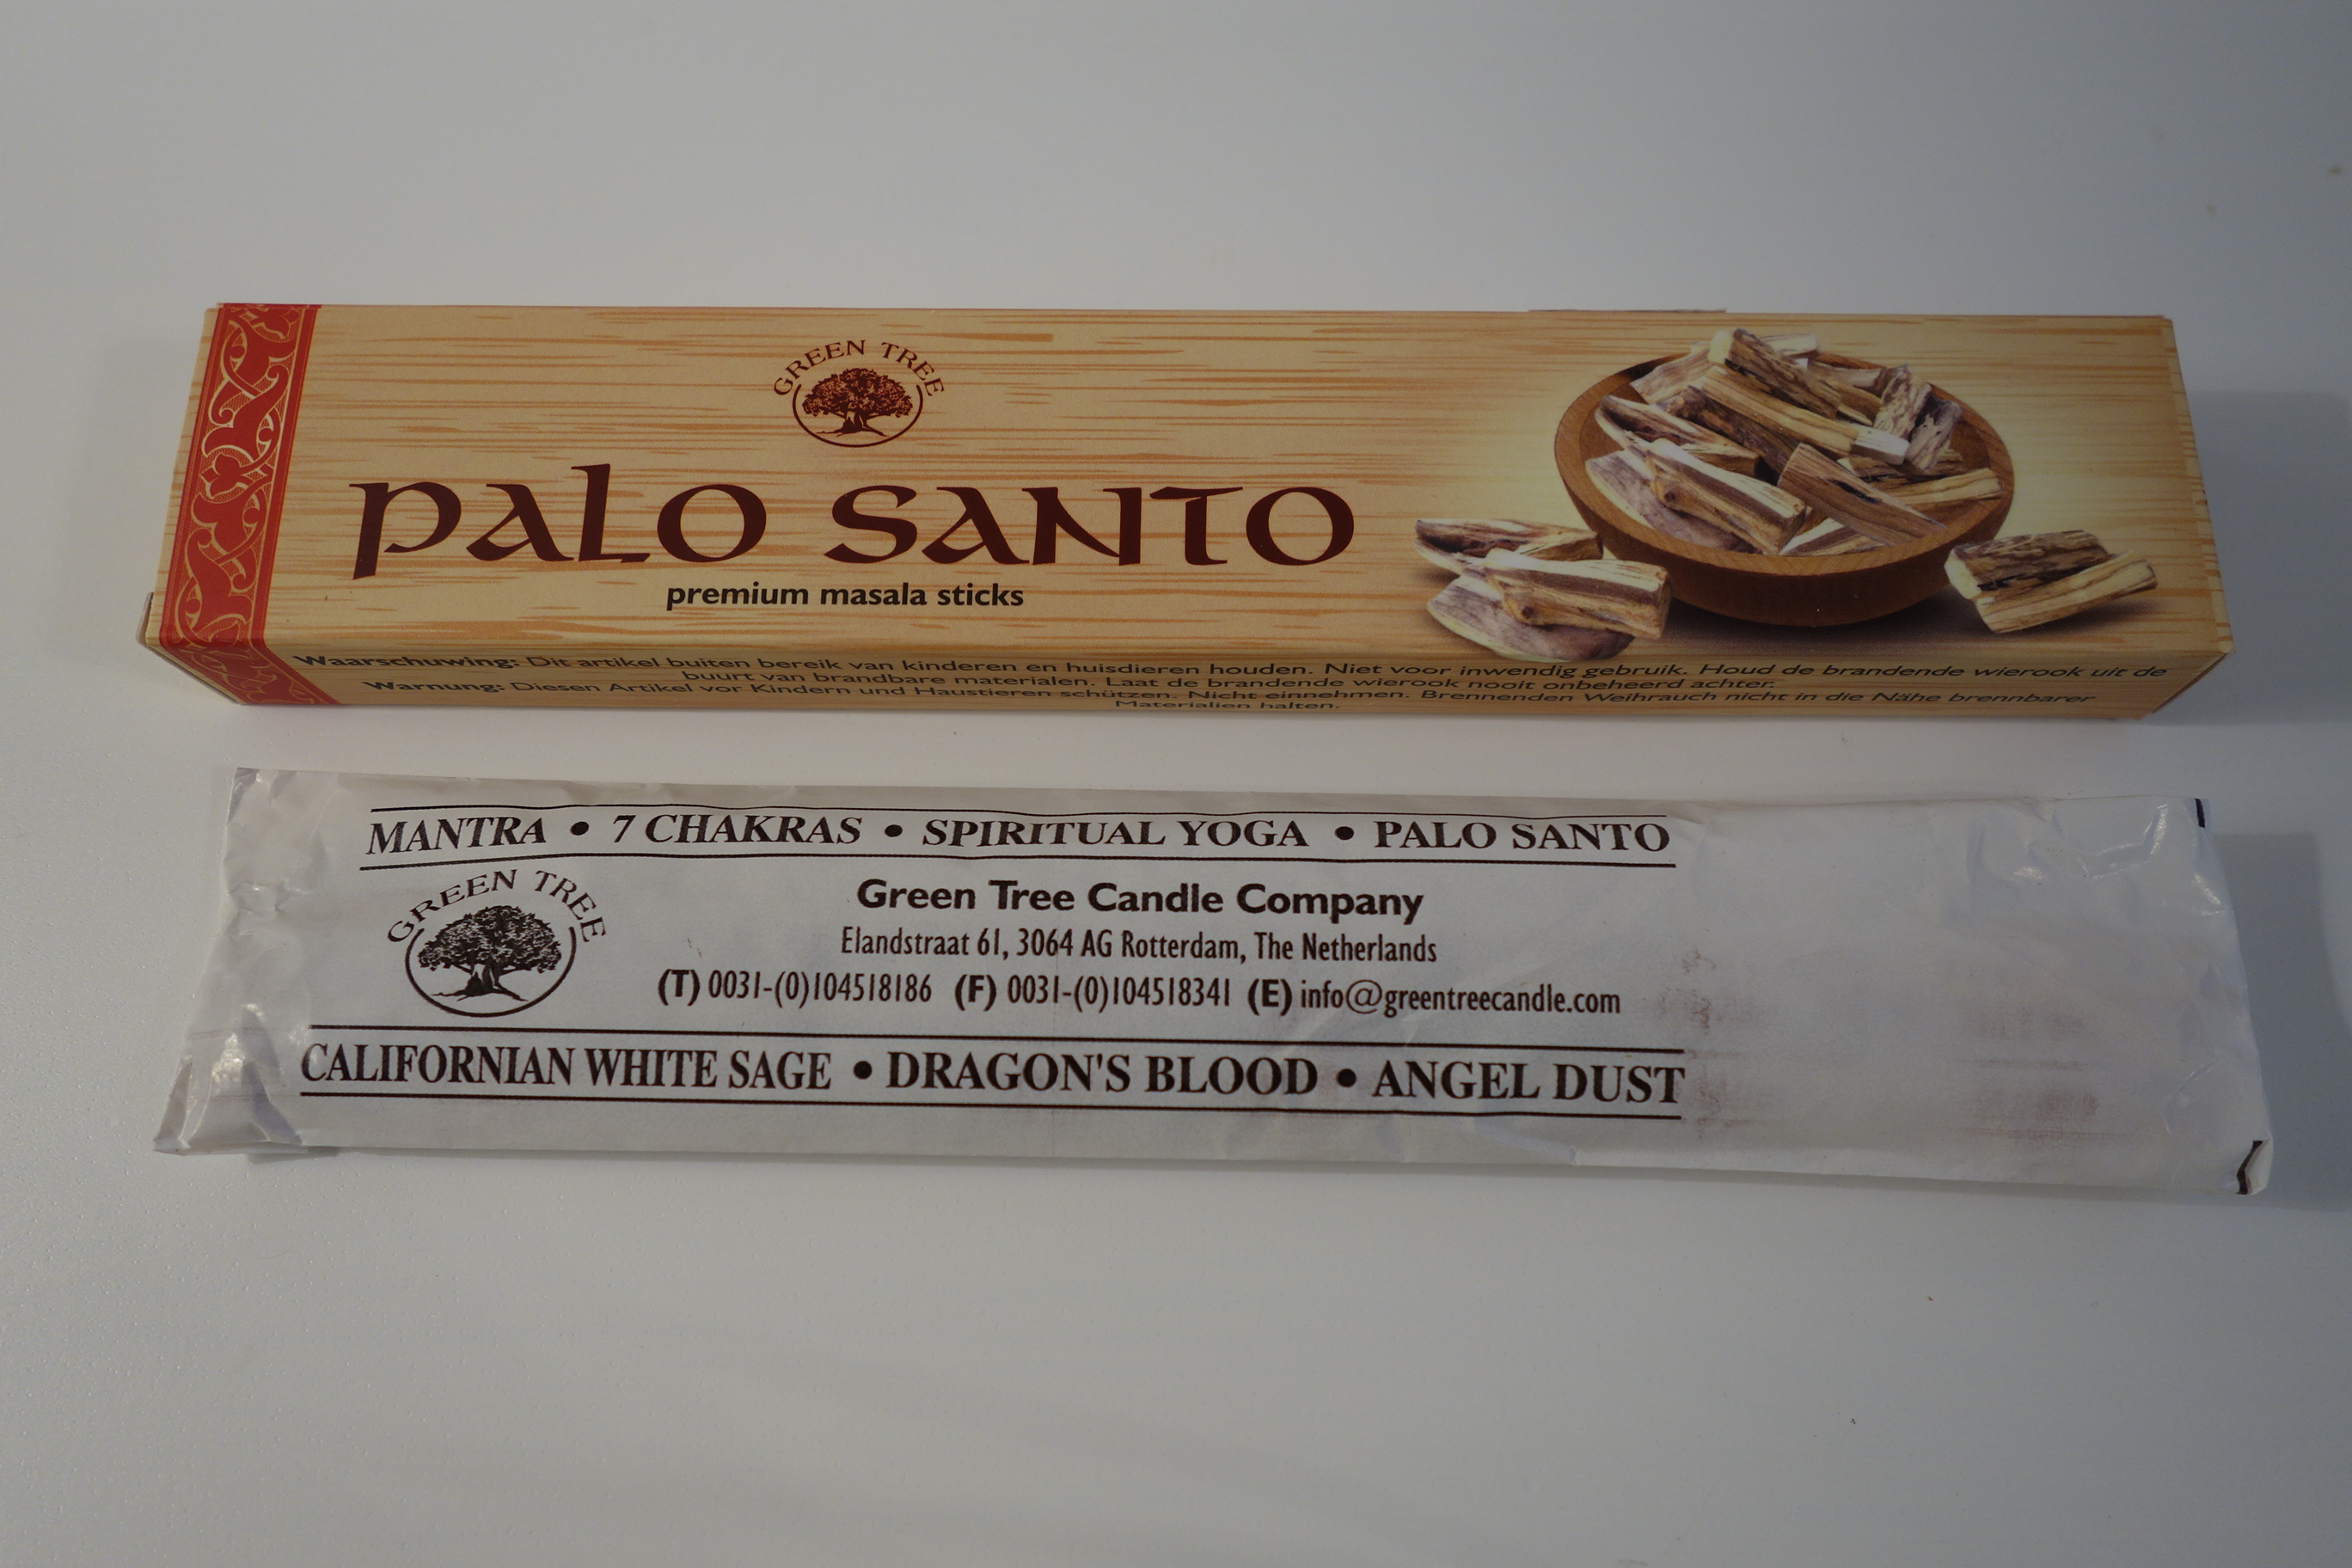 GREEN TREE
PALO SANTO
premium masala sticks
Waarschuwing: Dit artikel buiten bereik van kinderen en huisdieren houden. Niet voor inwendig gebruik. Houd de brandende wierook uit de
buurt van brandbare materialen. Laat de brandende wierook nooit onbeheerd achter.
Warnung: Diesen Artikel vor Kindern und Haustieren schützen. Nicht einnehmen. Brennenden Weihrauch nicht in die Nähe brennbarer
Materialien halten.
MANTRA • 7 CHAKRAS • SPIRITUAL YOGA • PALO SANTO
GREEN TREE
Green Tree Candle Company
Elandstraat 61, 3064 AG Rotterdam, The Netherlands
(T) 0031-(0)104518186 (F) 0031-(0)104518341 (E) info@greentreecandle.com
CALIFORNIAN WHITE SAGE • DRAGON'S BLOOD • ANGEL DUST